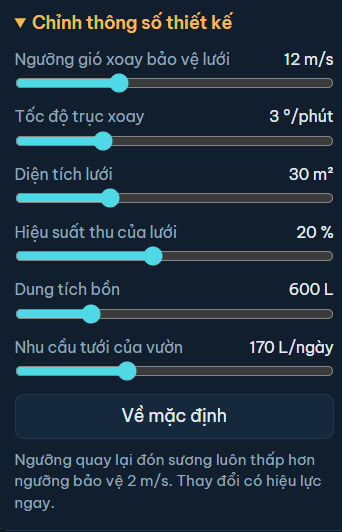 ▼ Chỉnh thông số thiết kế
Ngưỡng gió xoay bảo vệ lưới 12 m/s
Tốc độ trục xoay 3 °/phút
Diện tích lưới 30 m²
Hiệu suất thu của lưới 20 %
Dung tích bồn 600 L
Nhu cầu tưới của vườn 170 L/ngày
Về mặc định
Ngưỡng quay lại đón sương luôn thấp hơn
ngưỡng bảo vệ 2 m/s. Thay đổi có hiệu lực
ngay.